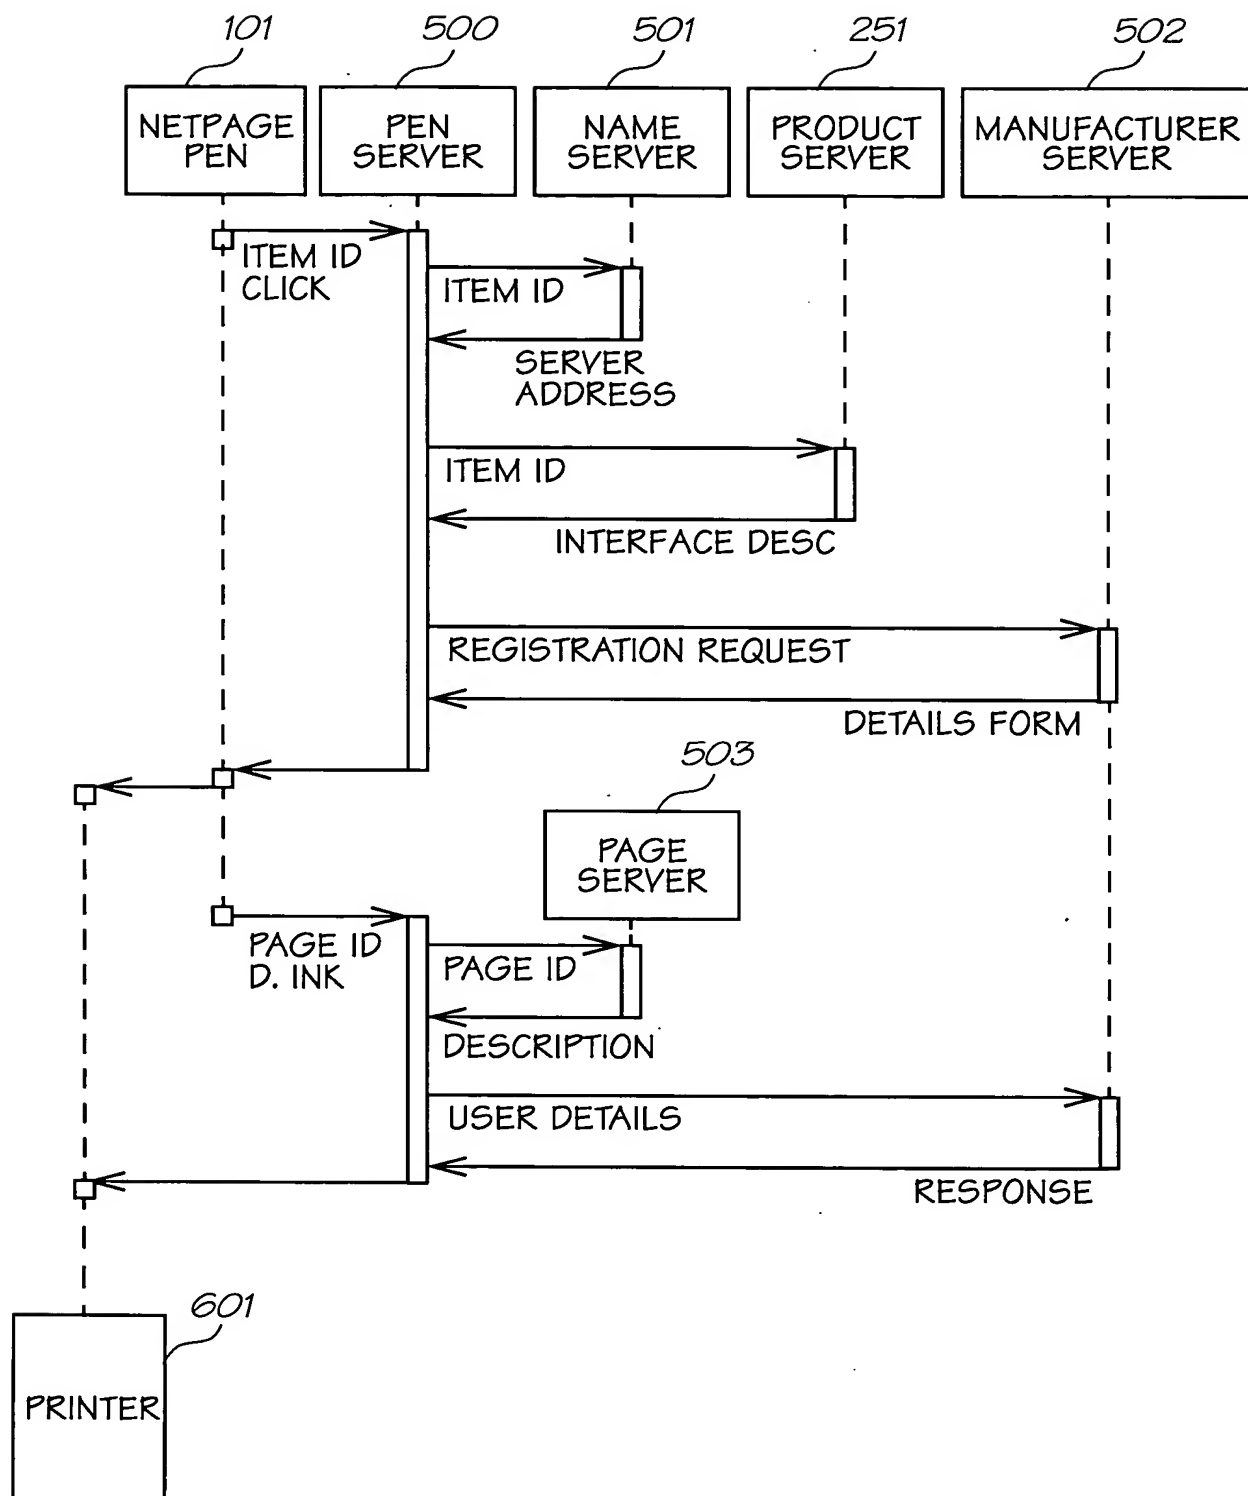 101
500
501
251
502
NETPAGE
PEN
PEN
SERVER
NAME
SERVER
PRODUCT
SERVER
MANUFACTURER
SERVER
ITEM ID
CLICK
ITEM ID
SERVER
ADDRESS
ITEM ID
INTERFACE DESC
REGISTRATION REQUEST
DETAILS FORM
503
PAGE
SERVER
PAGE ID
D. INK
PAGE ID
DESCRIPTION
USER DETAILS
RESPONSE
601
PRINTER